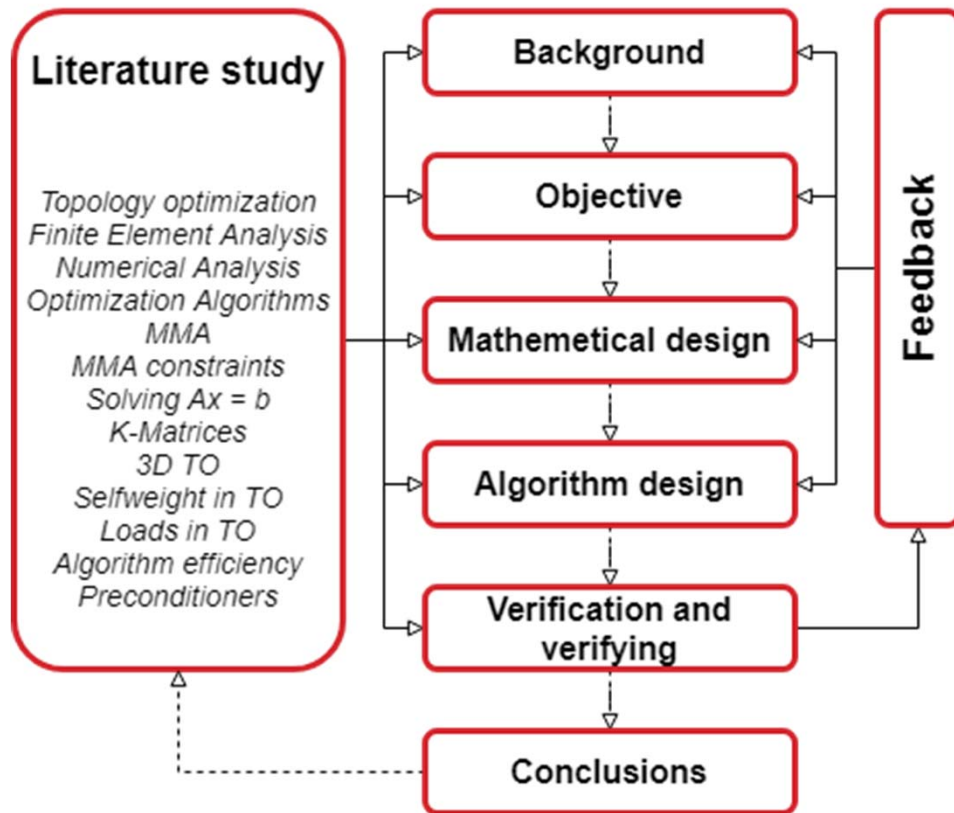 Literature study
Topology optimization
Finite Element Analysis
Numerical Analysis
Optimization Algorithms
MMA
MMA constraints
Solving Ax = b
K-Matrices
3D TO
Selfweight in TO
Loads in TO
Algorithm efficiency
Preconditioners
Background
Objective
Mathemetical design
Algorithm design
Verification and
verifying
Conclusions
Feedback